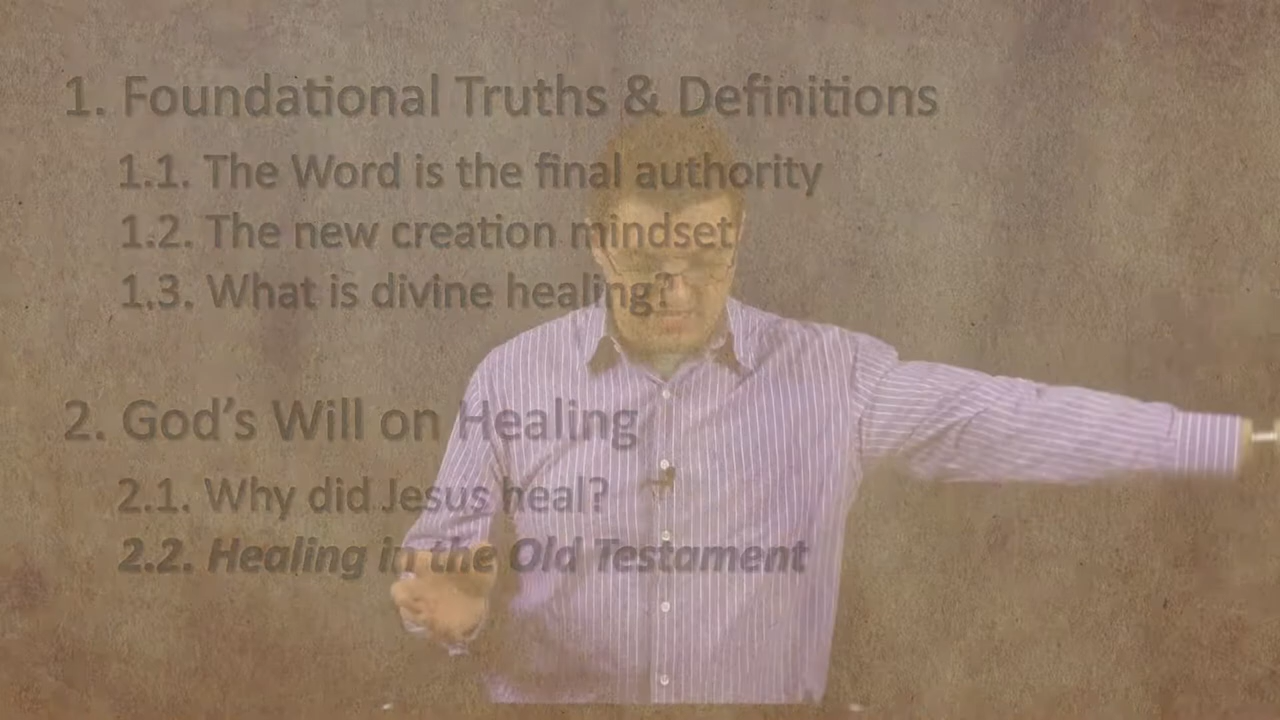 1. Foundational Truths & Definitions
1.1. The Word is the final authority
1.2. The new creation mindset
1.3. What is divine healing?
2. God's Will on Healing
2.1. Why did Jesus heal?
2.2. Healing in the Old Testament